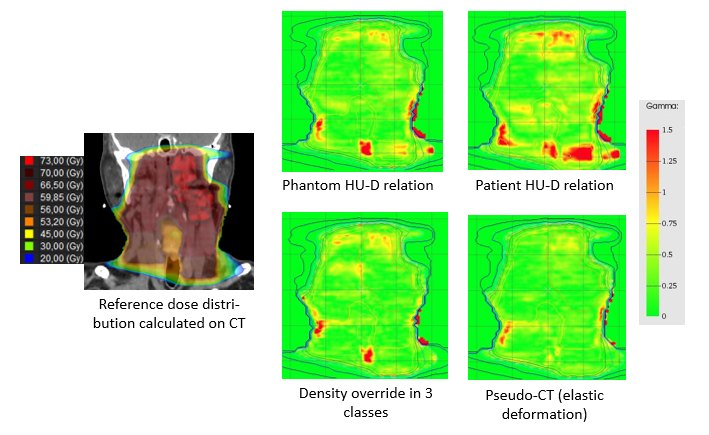 73,00 (Gy)
70,00 (Gy)
66,50 (Gy)
59,85 (Gy)
56,00 (Gy)
53,20 (Gy)
45,00 (Gy)
30,00 (Gy)
20,00 (Gy)
Reference dose distri-
bution calculated on CT
Phantom HU-D relation
Patient HU-D relation
Density override in 3
classes
Pseudo-CT (elastic
deformation)
Gamma:
1.5
1.25
1
0.75
0.5
0.25
0